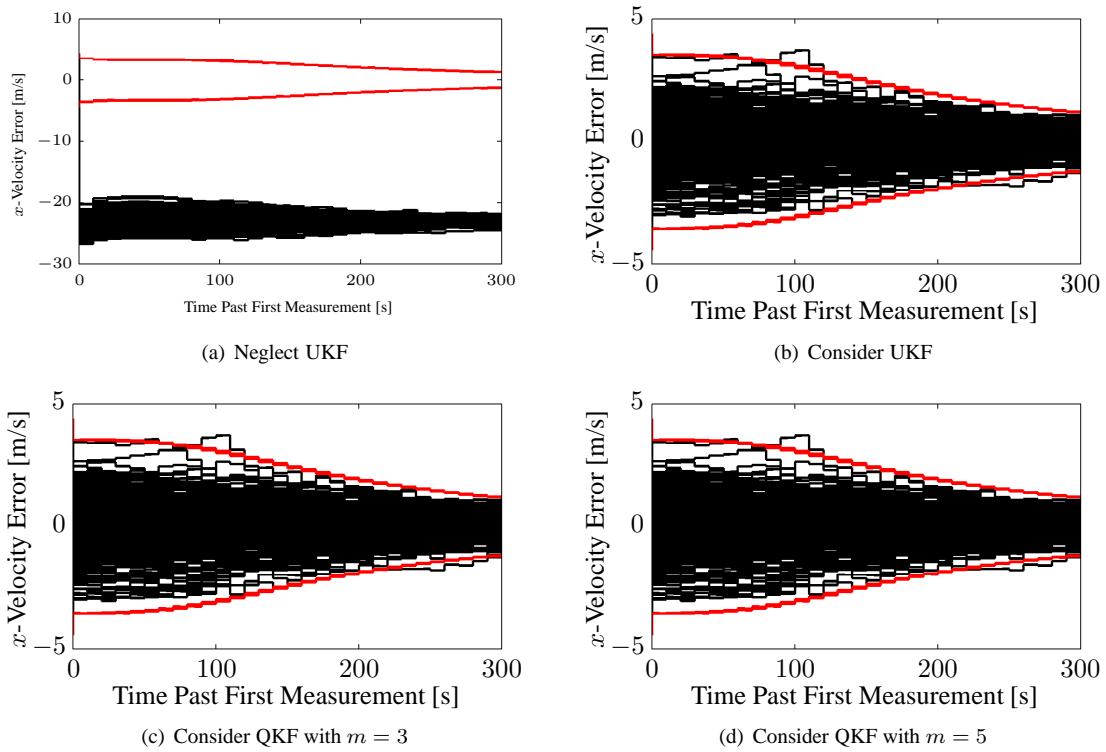 10
0
−10
−20
−30
x-Velocity Error [m/s]
0
100
200
300
Time Past First Measurement [s]
(a) Neglect UKF
5
0
−5
x-Velocity Error [m/s]
0
100
200
300
Time Past First Measurement [s]
(b) Consider UKF
5
0
−5
x-Velocity Error [m/s]
0
100
200
300
Time Past First Measurement [s]
(c) Consider QKF with m = 3
5
0
−5
x-Velocity Error [m/s]
0
100
200
300
Time Past First Measurement [s]
(d) Consider QKF with m = 5